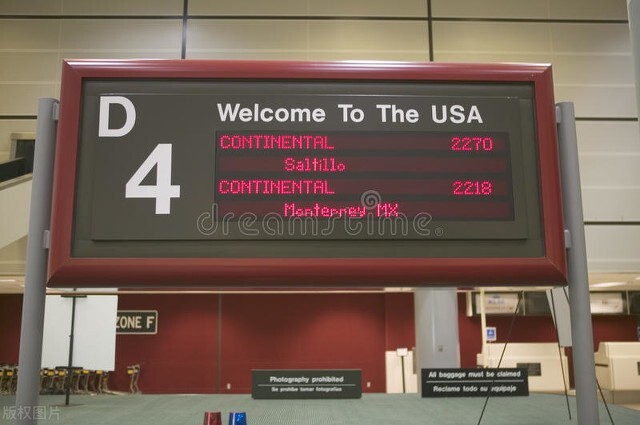 D
4
Welcome To The USA
CONTINENTAL 2270
Saltillo
CONTINENTAL 2218
Monterrey MX
dreamstime
ZONE F
Photography prohibited
Se prohibe tomar fotografías
All baggage must be claimed
Reclame todo su equipaje
版权图片